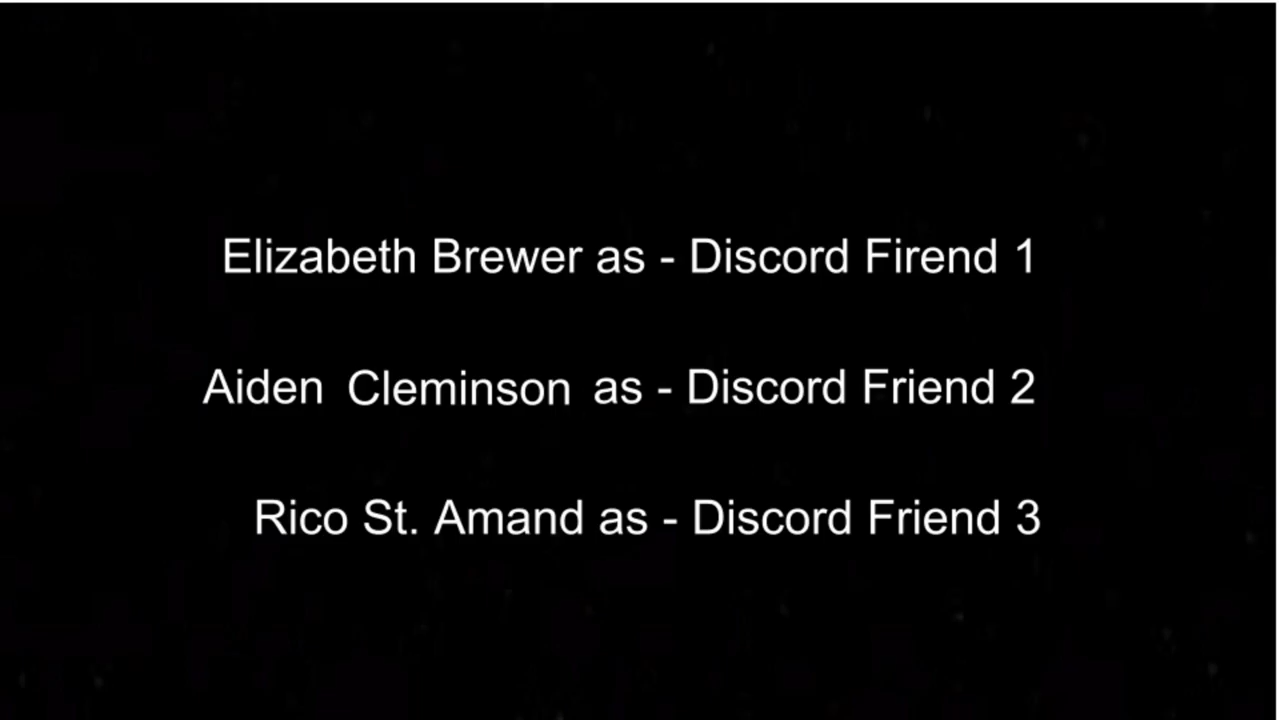 Elizabeth Brewer as - Discord Firend 1
Aiden Cleminson as - Discord Friend 2
Rico St. Amand as - Discord Friend 3